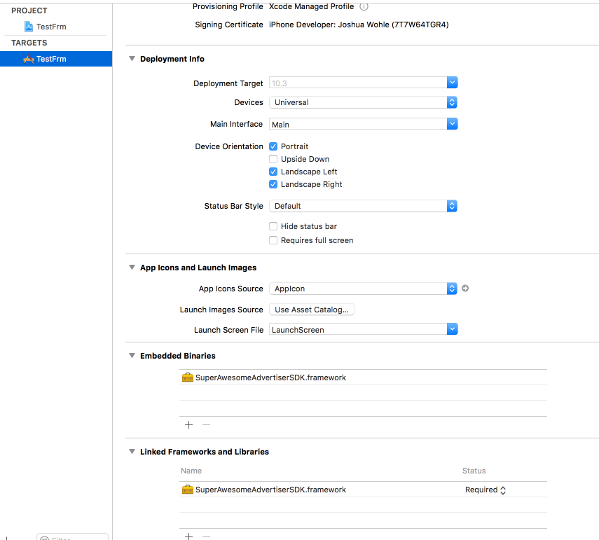 PROJECT
TestFrm
TARGETS
TestFrm
Provisioning Profile Xcode Managed Profile
Signing Certificate iPhone Developer: Joshua Wohle (7T7W64TGR4)
Deployment Info
Deployment Target 10.3
Devices Universal
Main Interface Main
Device Orientation Portrait
Upside Down
Landscape Left
Landscape Right
Status Bar Style Default
Hide status bar
Requires full screen
App Icons and Launch Images
App Icons Source AppIcon
Launch Images Source Use Asset Catalog...
Launch Screen File LaunchScreen
Embedded Binaries
SuperAwesomeAdvertiserSDK.framework
Linked Frameworks and Libraries
Name Status
SuperAwesomeAdvertiserSDK.framework Required